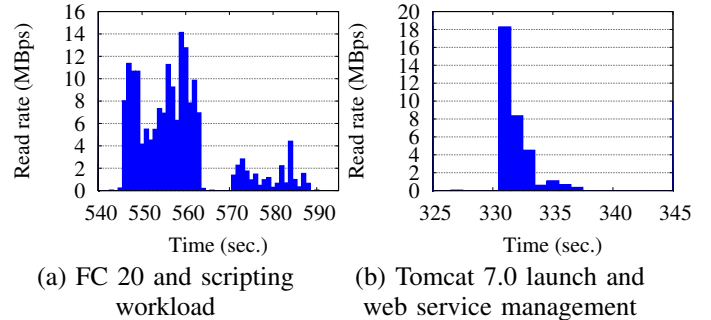 Read rate (MBps)
16
14
12
10
8
6
4
2
0
540 550 560 570 580 590
Time (sec.)
(a) FC 20 and scripting
workload
Read rate (MBps)
20
18
16
14
12
10
8
6
4
2
0
325 330 335 340 345
Time (sec.)
(b) Tomcat 7.0 launch and
web service management